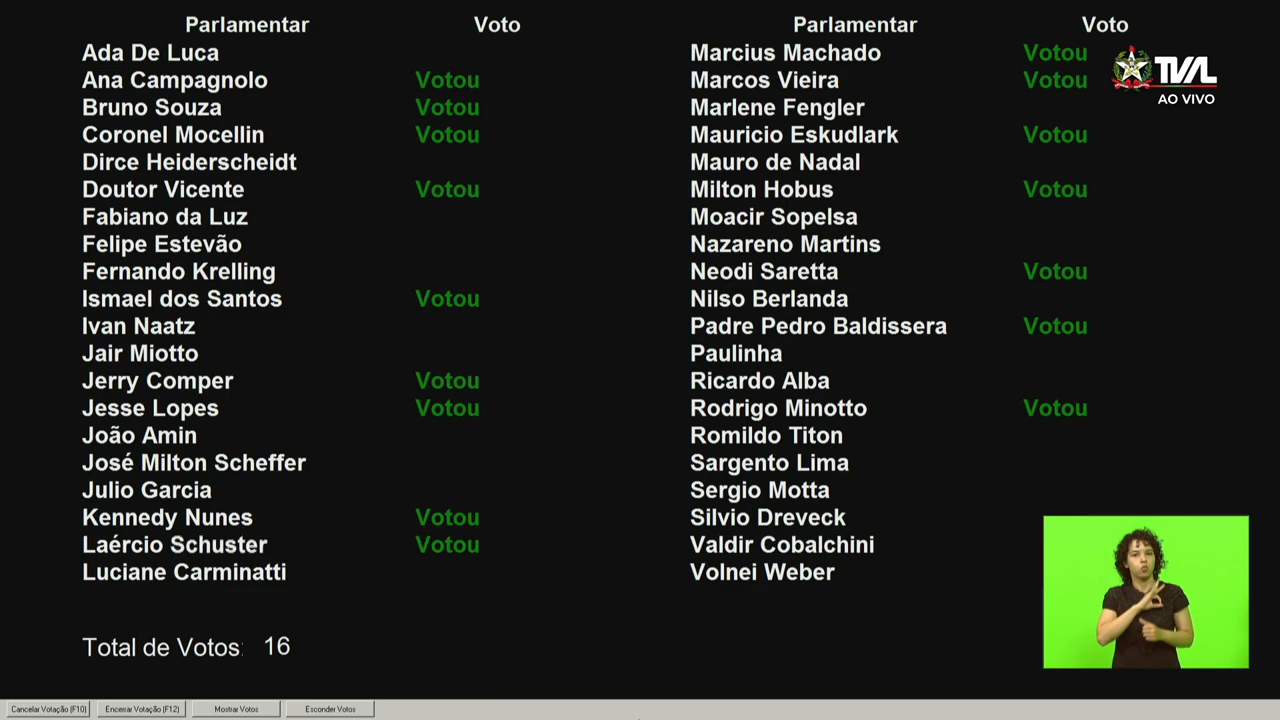 Parlamentar Voto Parlamentar Voto
Ada De Luca Marcius Machado Votou
Ana Campagnolo Votou Marcos Vieira Votou
Bruno Souza Votou Marlene Fengler
Coronel Mocellin Votou Mauricio Eskudlark Votou
Dirce Heiderscheidt Mauro de Nadal
Doutor Vicente Votou Milton Hobus Votou
Fabiano da Luz Moacir Sopelsa
Felipe Estevão Nazareno Martins
Fernando Krelling Neodi Saretta Votou
Ismael dos Santos Votou Nilso Berlanda
Ivan Naatz Padre Pedro Baldissera Votou
Jair Miotto Paulinha
Jerry Comper Votou Ricardo Alba
Jesse Lopes Votou Rodrigo Minotto Votou
João Amin Romildo Titon
José Milton Scheffer Sargento Lima
Julio Garcia Sergio Motta
Kennedy Nunes Votou Silvio Dreveck
Laércio Schuster Votou Valdir Cobalchini
Luciane Carminatti Volnei Weber
TVAL
AO VIVO
Total de Votos: 16
Cancelar Votação (F10) Encerrar Votação (F12) Mostrar Votos Esconder Votos